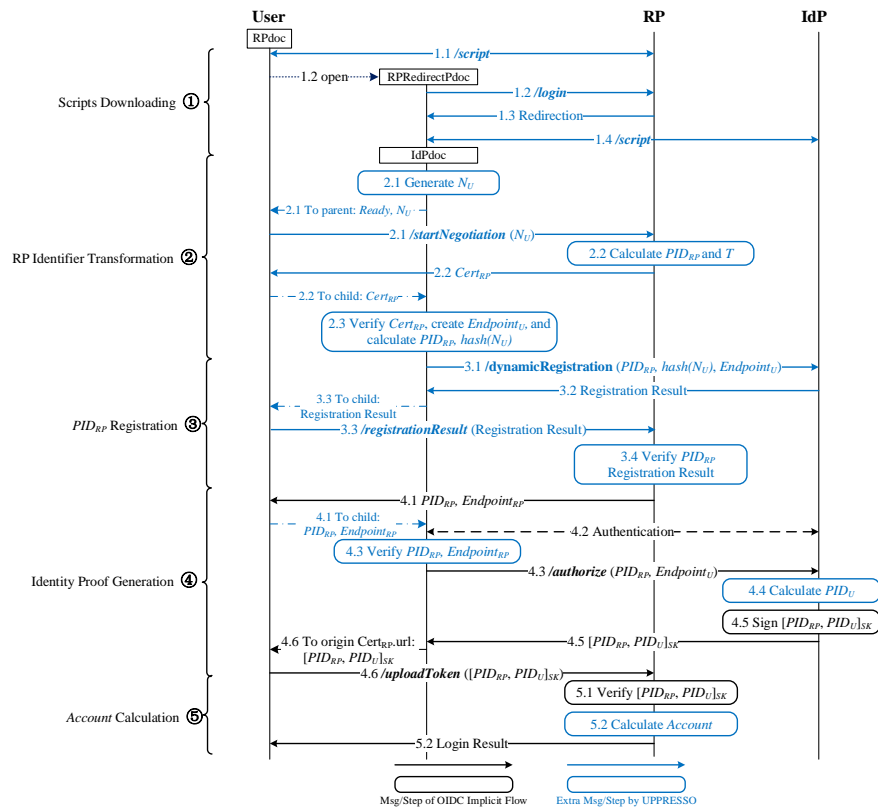 User RP IdP
RPdoc
1.1 /script
1.2 open
RPRedirectPdoc
1.2 /login
Scripts Downloading ①
1.3 Redirection
1.4 /script
IdPdoc
2.1 Generate N_U
2.1 To parent: Ready, N_U
2.1 /startNegotiation (N_U)
2.2 Calculate PID_RP and T
RP Identifier Transformation ②
2.2 Cert_RP
2.2 To child: Cert_RP
2.3 Verify Cert_RP, create Endpoint_U, and
calculate PID_RP, hash(N_U)
3.1 /dynamicRegistration (PID_RP, hash(N_U), Endpoint_U)
3.2 Registration Result
3.3 To child:
Registration Result
PID_RP Registration ③
3.3 /registrationResult (Registration Result)
3.4 Verify PID_RP
Registration Result
4.1 PID_RP, Endpoint_RP
4.1 To child:
PID_RP, Endpoint_RP
4.2 Authentication
4.3 Verify PID_RP, Endpoint_RP
4.3 /authorize (PID_RP, Endpoint_U)
Identity Proof Generation ④
4.4 Calculate PID_U
4.5 Sign [PID_RP, PID_U]_SK
4.6 To origin Cert_RP.url:
[PID_RP, PID_U]_SK
4.5 [PID_RP, PID_U]_SK
4.6 /uploadToken ([PID_RP, PID_U]_SK)
5.1 Verify [PID_RP, PID_U]_SK
Account Calculation ⑤
5.2 Calculate Account
5.2 Login Result
Msg/Step of OIDC Implicit Flow
Extra Msg/Step by UPPRESSO